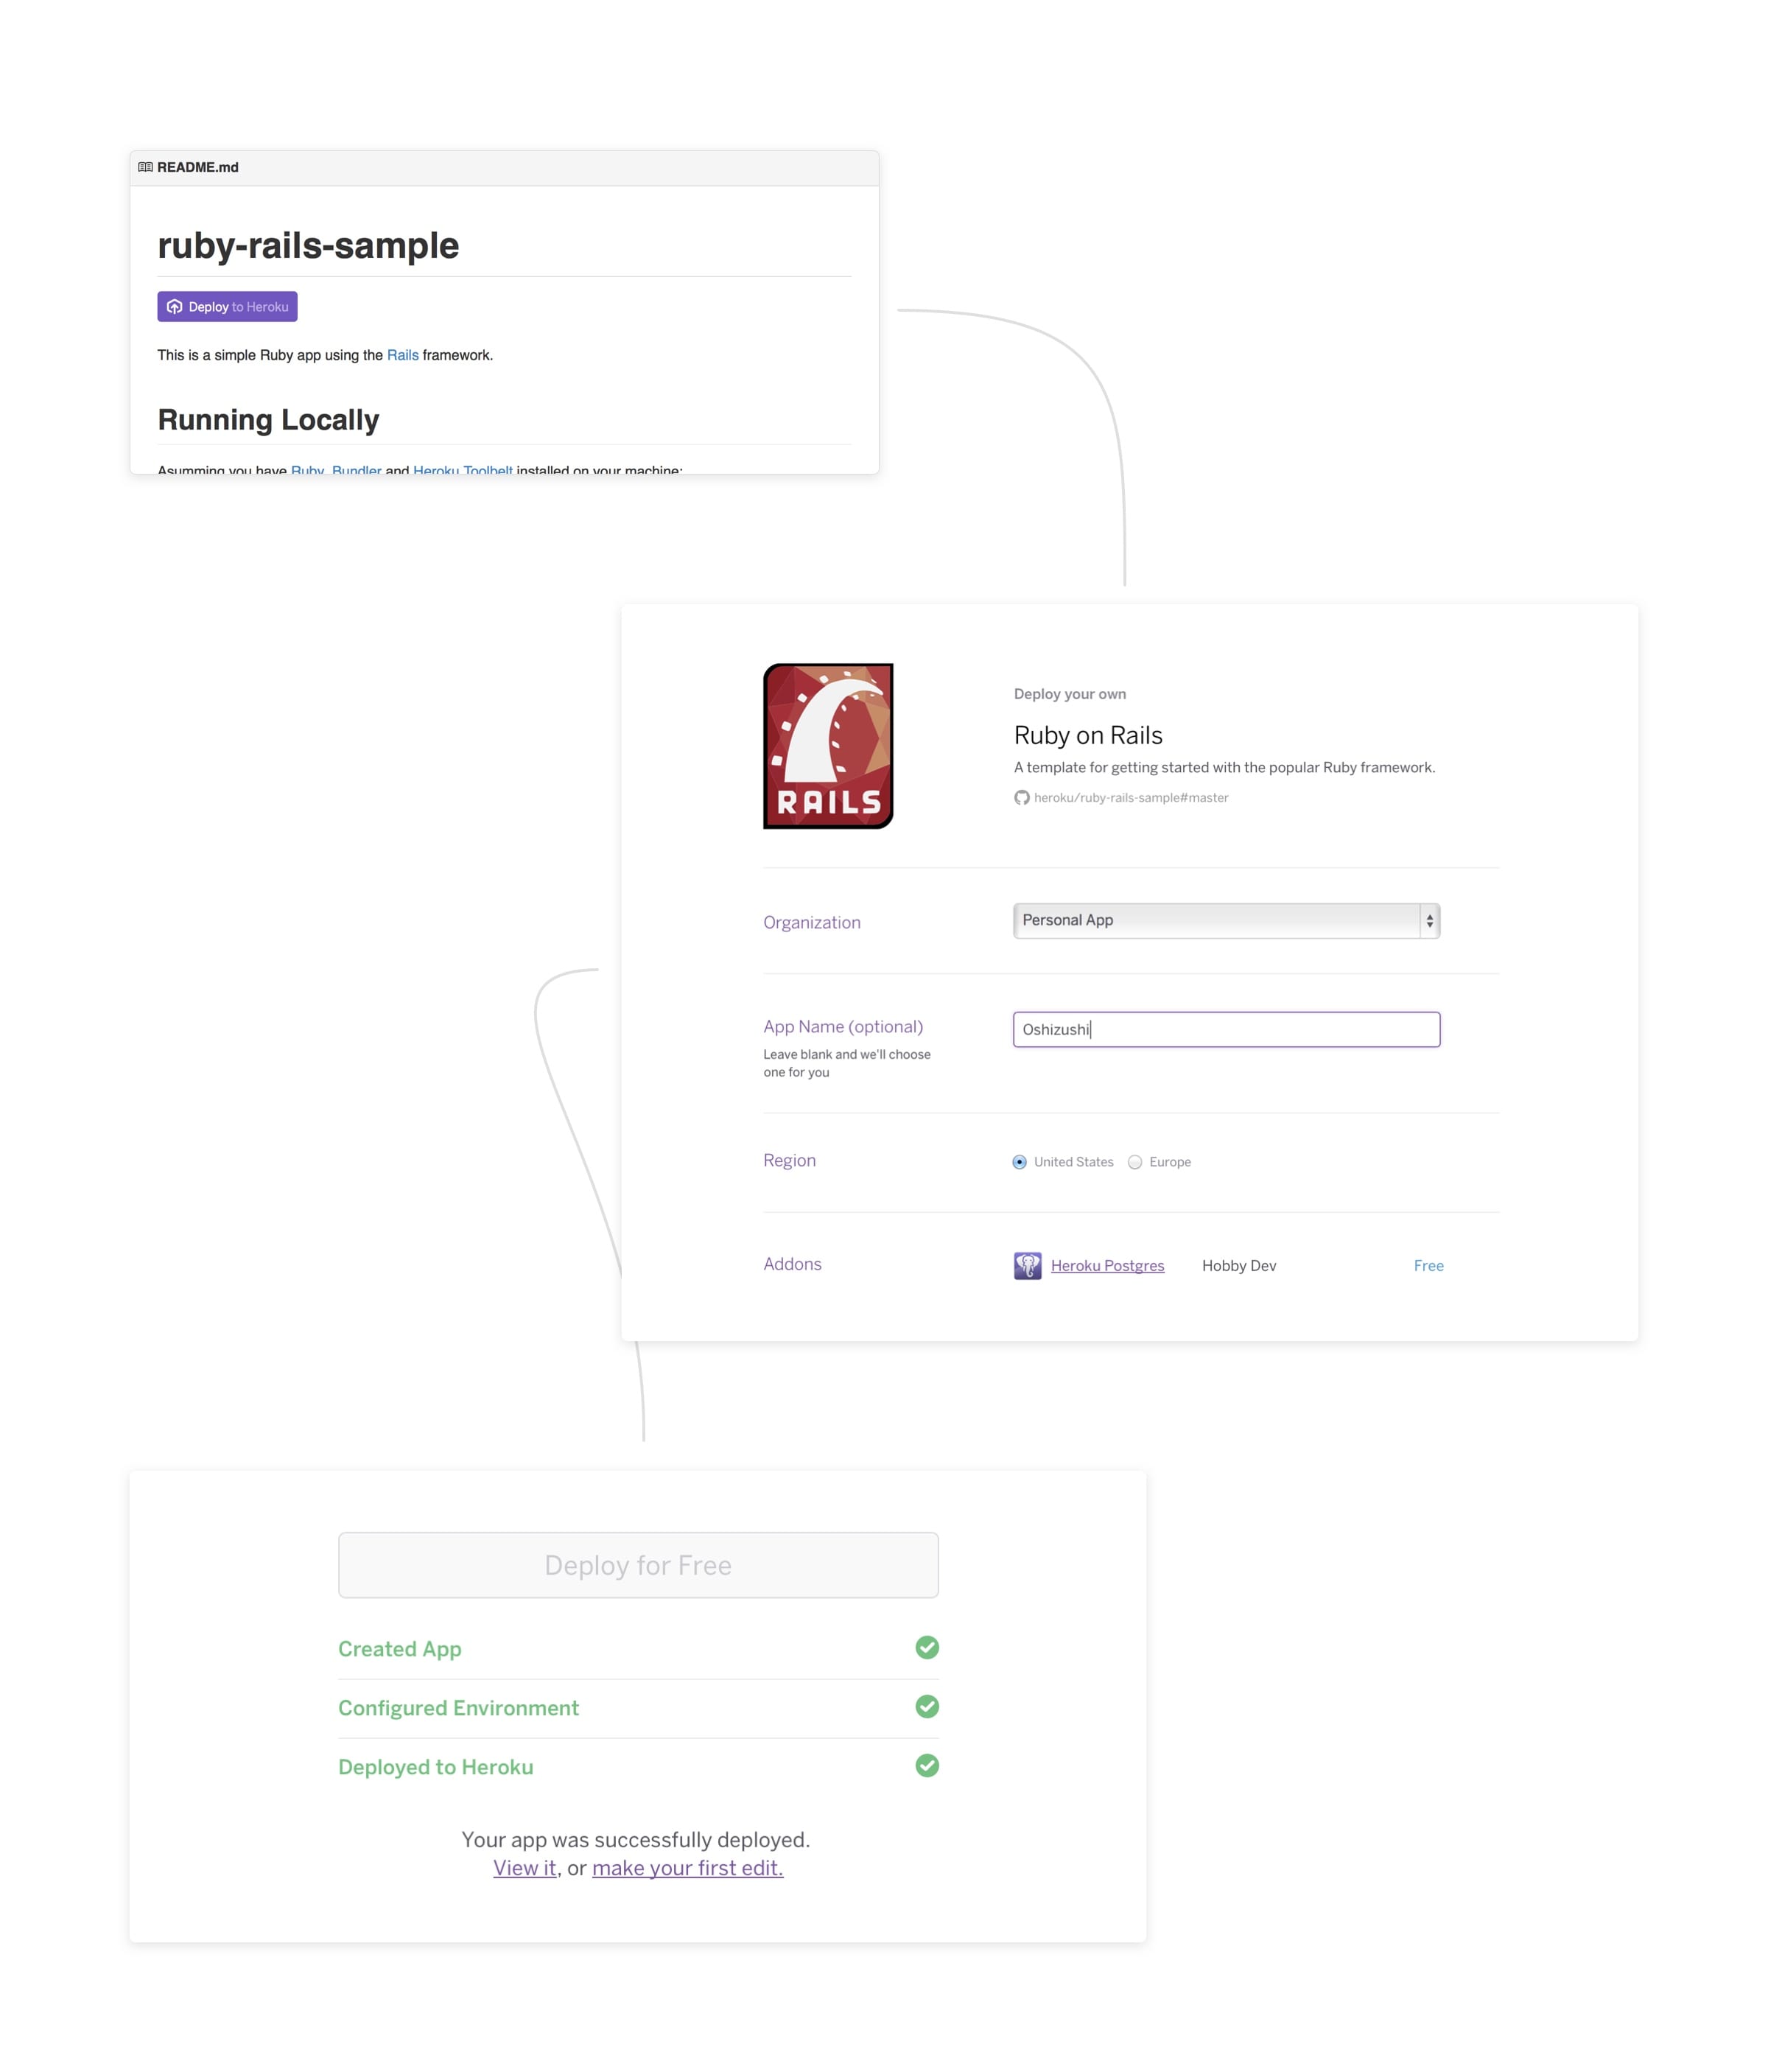 README.md
ruby-rails-sample
Deploy to Heroku
This is a simple Ruby app using the Rails framework.
Running Locally
Asumming you have Ruby, Bundler and Heroku Toolbelt installed on your machine:
RAILS
Deploy your own
Ruby on Rails
A template for getting started with the popular Ruby framework.
heroku/ruby-rails-sample#master
Organization
Personal App
App Name (optional)
Oshizushi
Leave blank and we'll choose
one for you
Region
United States
Europe
Addons
Heroku Postgres
Hobby Dev
Free
Deploy for Free
Created App
Configured Environment
Deployed to Heroku
Your app was successfully deployed.
View it, or make your first edit.